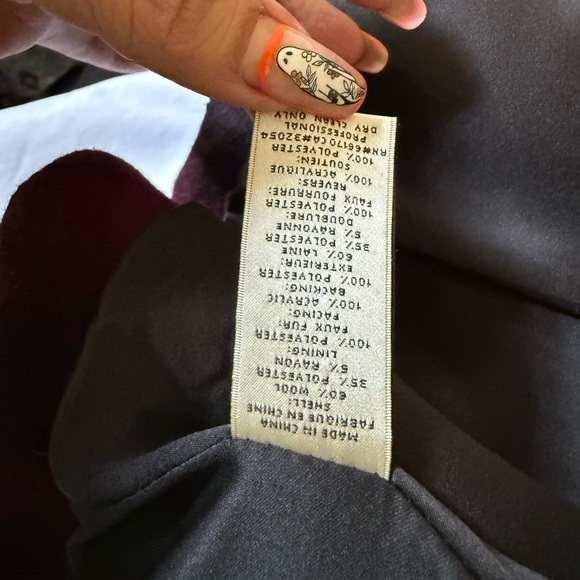 MADE IN CHINA
FABRIQUE EN CHINE
SHELL:
60% WOOL
35% POLYESTER
5% RAYON
LINING:
100% POLYESTER
FAUX FUR:
FACING:
100% ACRYLIC
BACKING:
100% POLYESTER
EXTERIEUR:
60% LAINE
35% POLYESTER
5% RAYONNE
DOUBLURE:
100% POLYESTER
FAUX FOURRURE:
REVERS:
100% ACRYLIQUE
SOUTIEN:
100% POLYESTER
RN#66170 CA#32054
PROFESSIONAL
DRY CLEAN ONLY